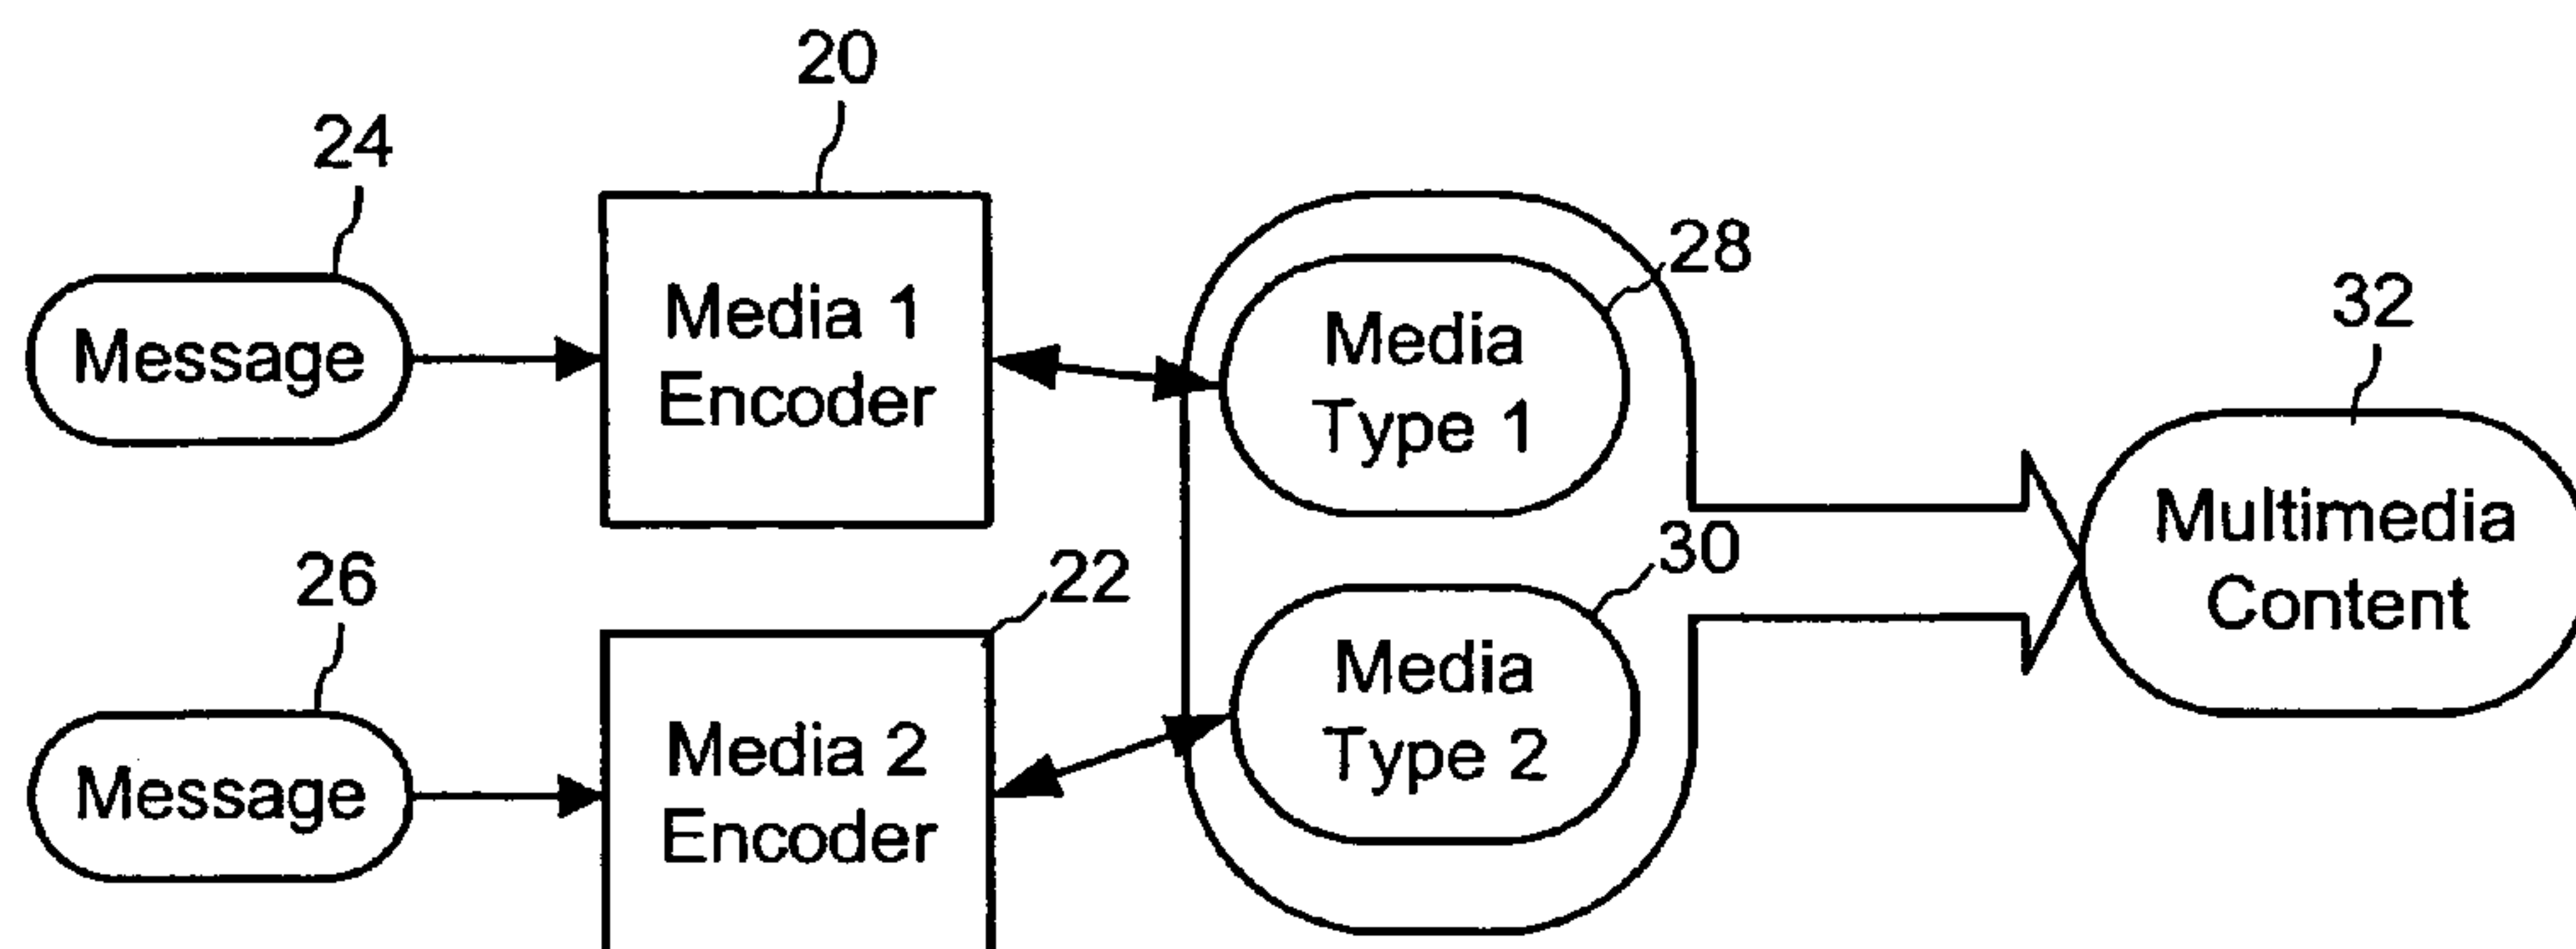 20
24
Message
Media 1
Encoder
28
Media
Type 1
32
Multimedia
Content
26
Message
22
Media 2
Encoder
30
Media
Type 2